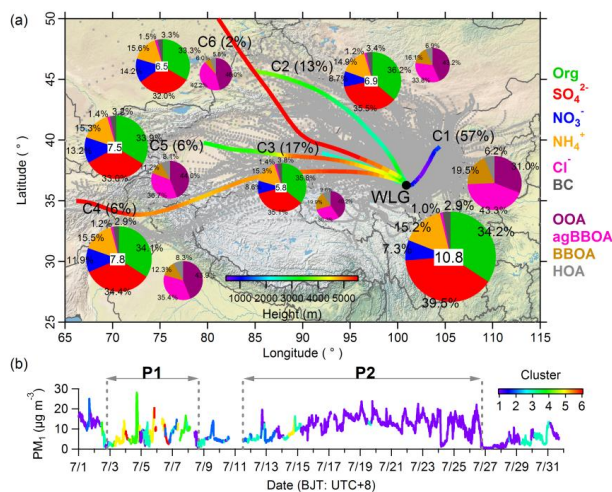 (a)
50
45
40
35
30
25
Latitude ( ° )
65
70
75
80
85
90
95
100
105
110
115
Longitude ( ° )
C6 (2%)
C2 (13%)
C1 (57%)
C5 (6%)
C3 (17%)
C4 (6%)
WLG
1.5%
3.3%
15.6%
33.3%
14.2%
6.5
32.0%
5.8%
47.2%
1.2%
3.4%
14.9%
36.2%
8.7%
6.9
35.5%
6.9%
16.1%
1.4%
3.2%
15.3%
33.9%
13.2%
7.5
8.1%
1.4%
3.8%
15.3%
8.6%
5.8
35.1%
1.2%
2.9%
15.5%
34.1%
11.9%
7.8
34.4%
8.3%
12.3%
35.4%
6.2%
19.5%
31.0%
43.3%
1.0%
2.9%
15.2%
34.2%
7.3%
10.8
39.5%
1000 2000 3000 4000 5000
Height (m)
Org
SO₄²⁻
NO₃⁻
NH₄⁺
Cl⁻
BC
OOA
agBBOA
BBOA
HOA
(b)
P1
P2
Cluster
1 2 3 4 5 6
30
20
10
0
PM₁ (µg m⁻³)
7/1 7/3 7/5 7/7 7/9 7/11 7/13 7/15 7/17 7/19 7/21 7/23 7/25 7/27 7/29 7/31
Date (BJT: UTC+8)